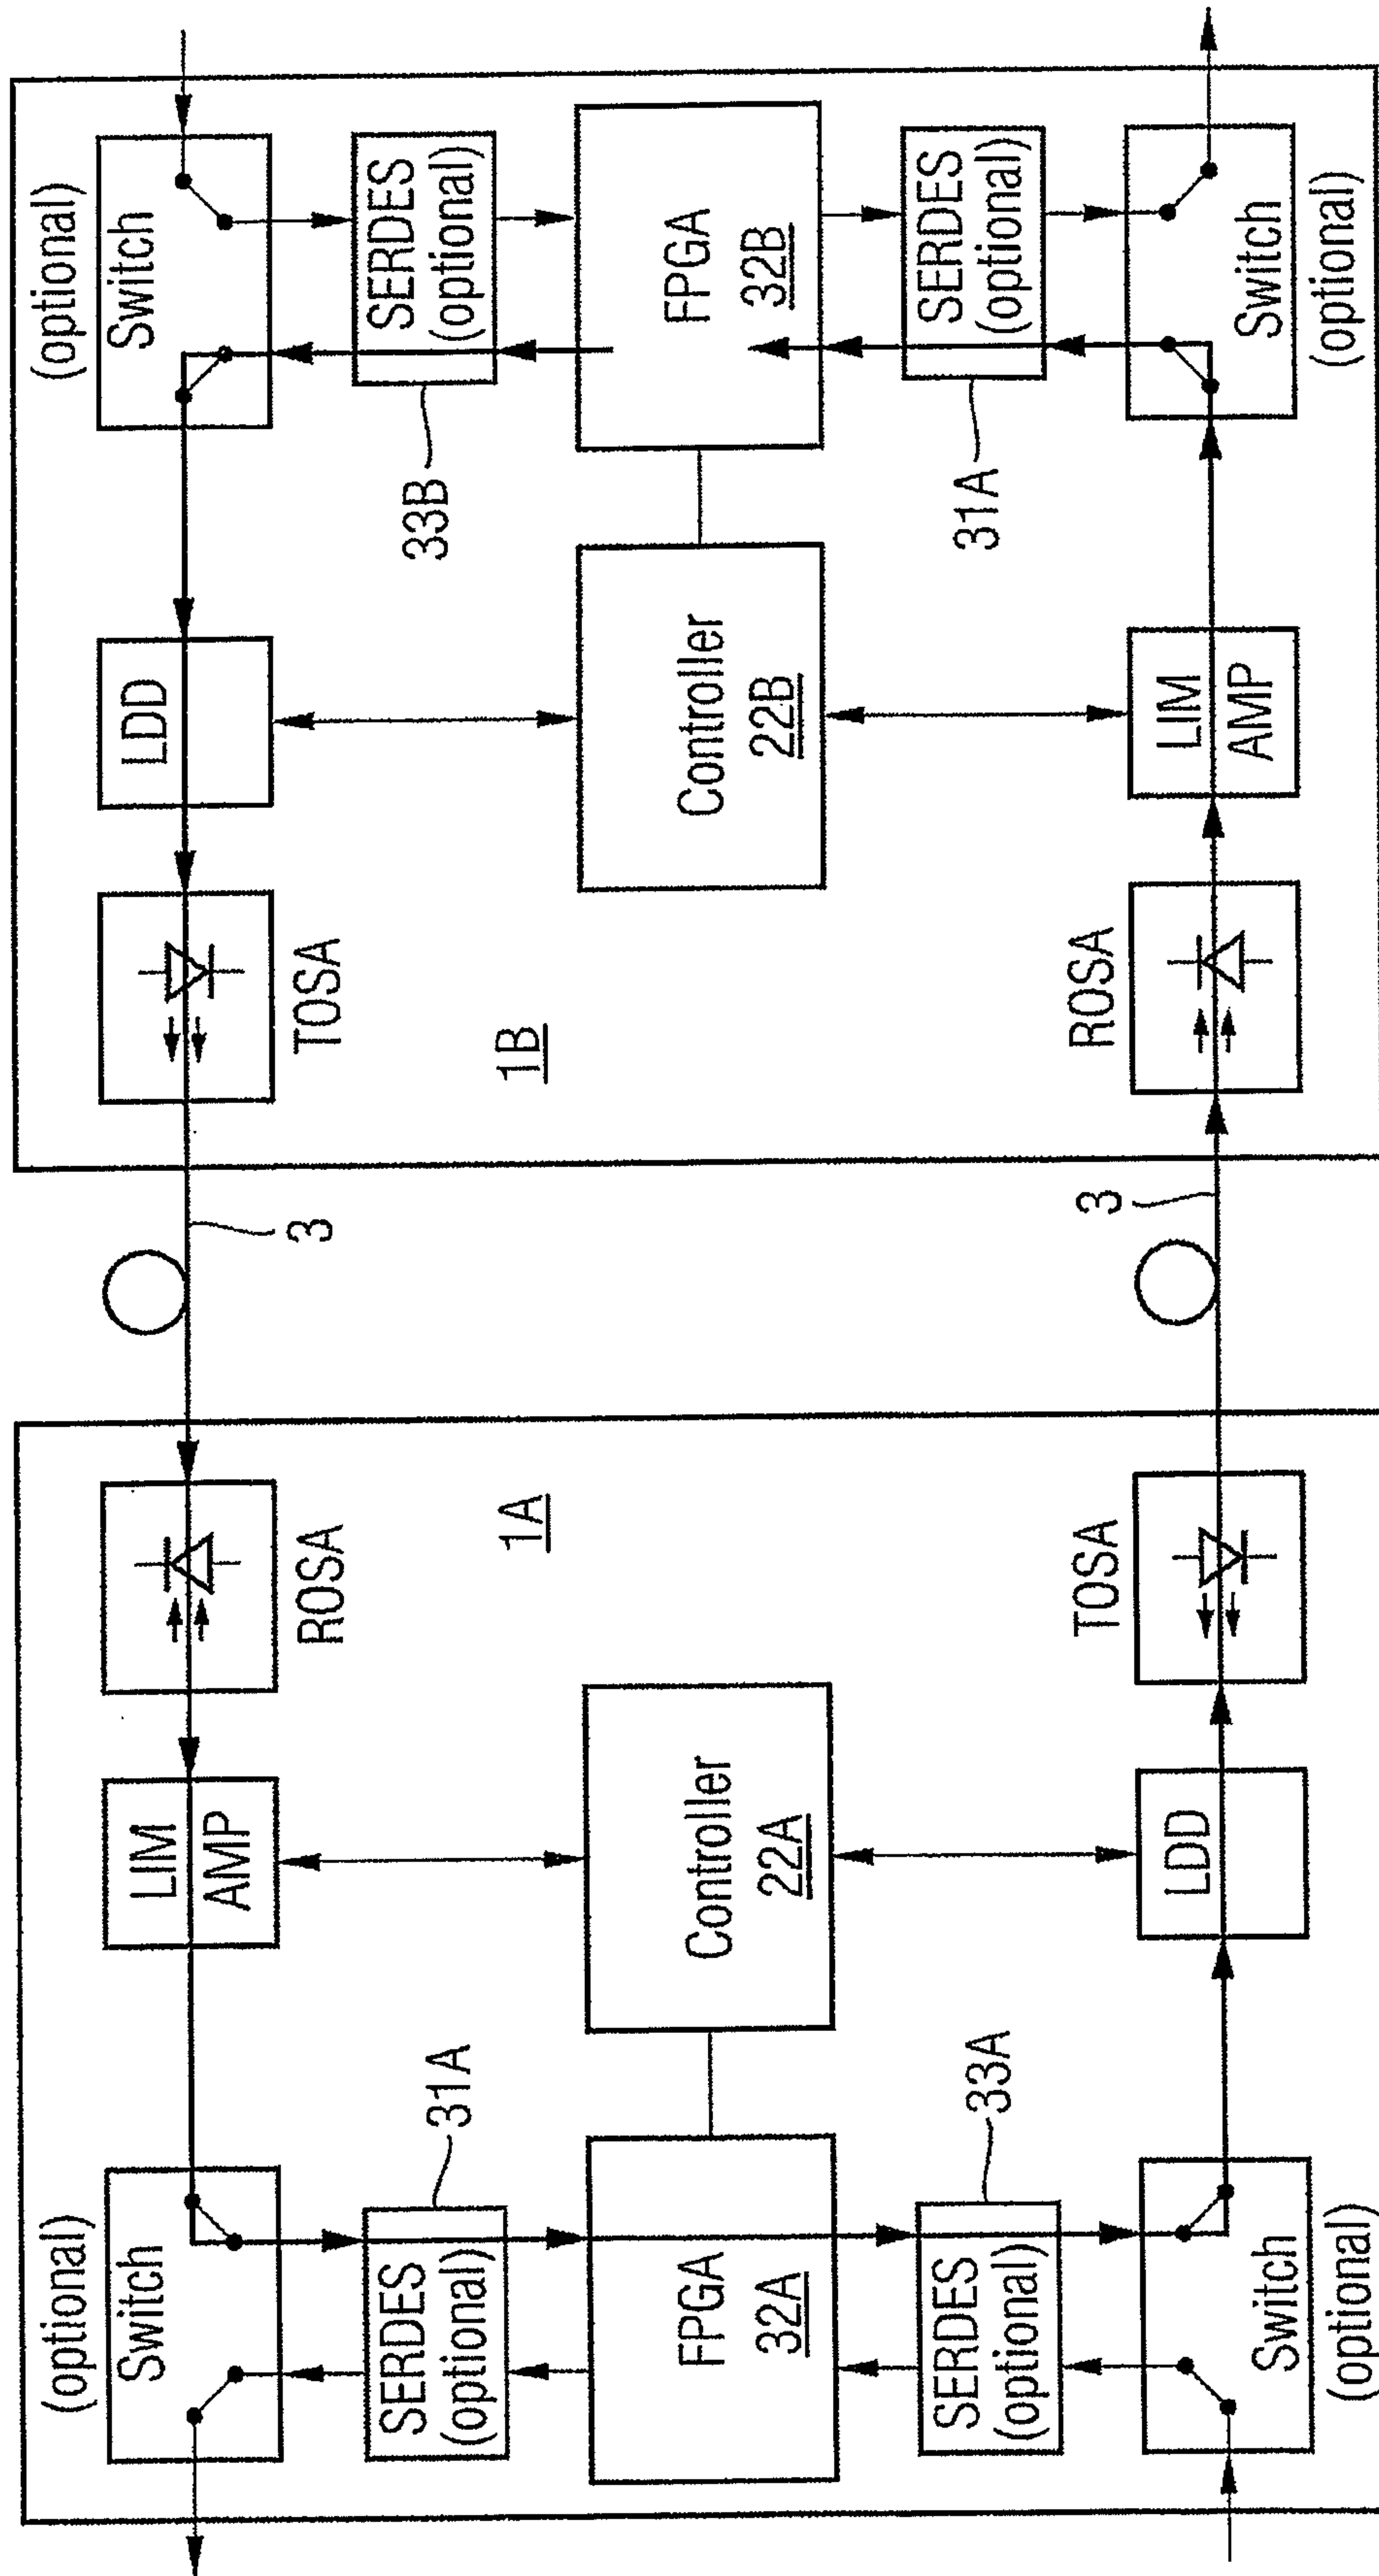 (optional)
Switch
LIM
AMP
ROSA
3
TOSA
LDD
(optional)
Switch
31A
33B
SERDES
(optional)
SERDES
(optional)
1A
1B
FPGA
32A
Controller
22A
Controller
22B
FPGA
32B
33A
31A
SERDES
(optional)
SERDES
(optional)
TOSA
3
ROSA
LDD
LIM
AMP
Switch
(optional)
Switch
(optional)